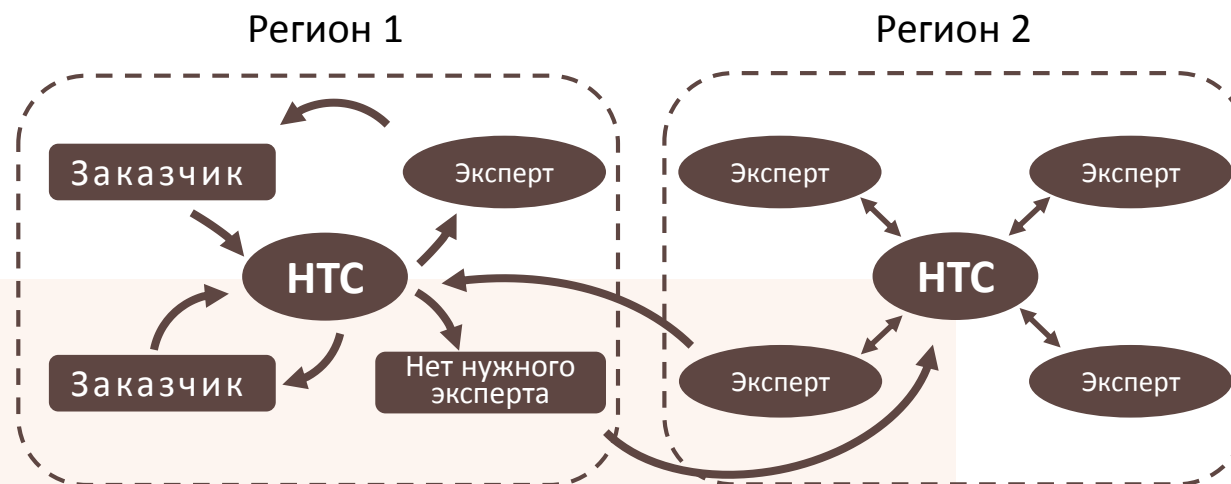 Регион 1
Регион 2
Заказчик
Эксперт
Эксперт
Эксперт
НТС
НТС
Заказчик
Нет нужного
эксперта
Эксперт
Эксперт